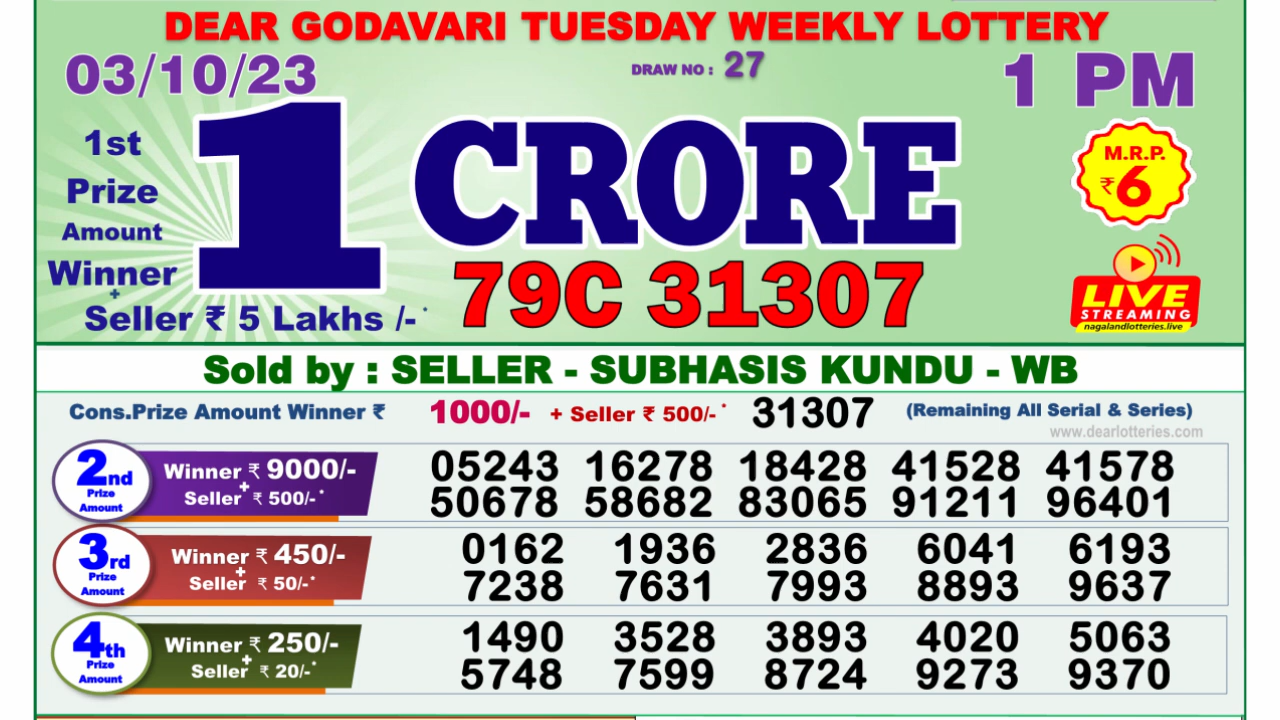 DEAR GODAVARI TUESDAY WEEKLY LOTTERY
03/10/23
DRAW NO : 27
1 PM
1st
Prize
Amount
Winner
+
Seller ₹ 5 Lakhs /-*
1 CRORE
79C 31307
M.R.P.
₹6
LIVE
STREAMING
nagalandlotteries.live
Sold by : SELLER - SUBHASIS KUNDU - WB
Cons.Prize Amount Winner ₹ 1000/- + Seller ₹ 500/-* 31307 (Remaining All Serial & Series)
www.dearlotteries.com
2nd
Prize
Amount
Winner ₹ 9000/-
+
Seller ₹ 500/-*
05243 16278 18428 41528 41578
50678 58682 83065 91211 96401
3rd
Prize
Amount
Winner ₹ 450/-
+
Seller ₹ 50/-*
0162 1936 2836 6041 6193
7238 7631 7993 8893 9637
4th
Prize
Amount
Winner ₹ 250/-
+
Seller ₹ 20/-*
1490 3528 3893 4020 5063
5748 7599 8724 9273 9370